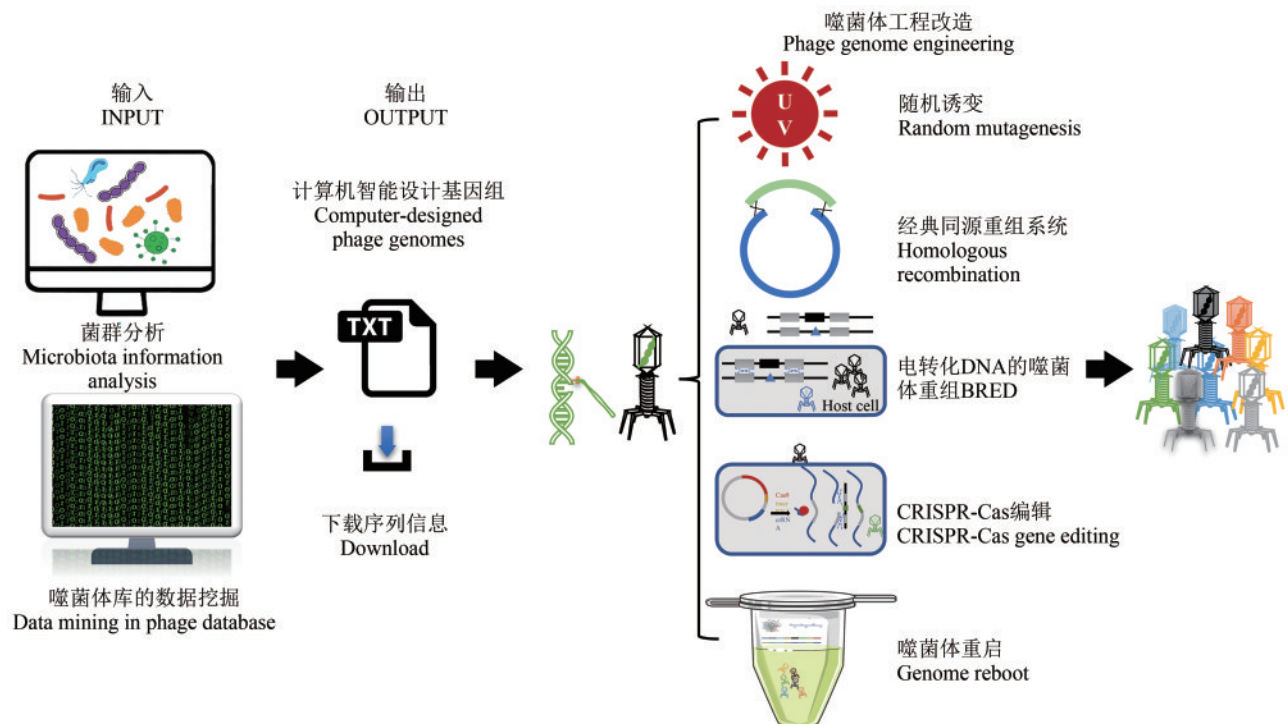 输入
INPUT
菌群分析
Microbiota information
analysis
噬菌体库的数据挖掘
Data mining in phage database
输出
OUTPUT
计算机智能设计基因组
Computer-designed
phage genomes
TXT
下载序列信息
Download
噬菌体工程改造
Phage genome engineering
U
V
随机诱变
Random mutagenesis
经典同源重组系统
Homologous
recombination
Host cell
电转化DNA的噬菌
体重组BRED
Cas9
CRISPR-Cas编辑
CRISPR-Cas gene editing
噬菌体重启
Genome reboot